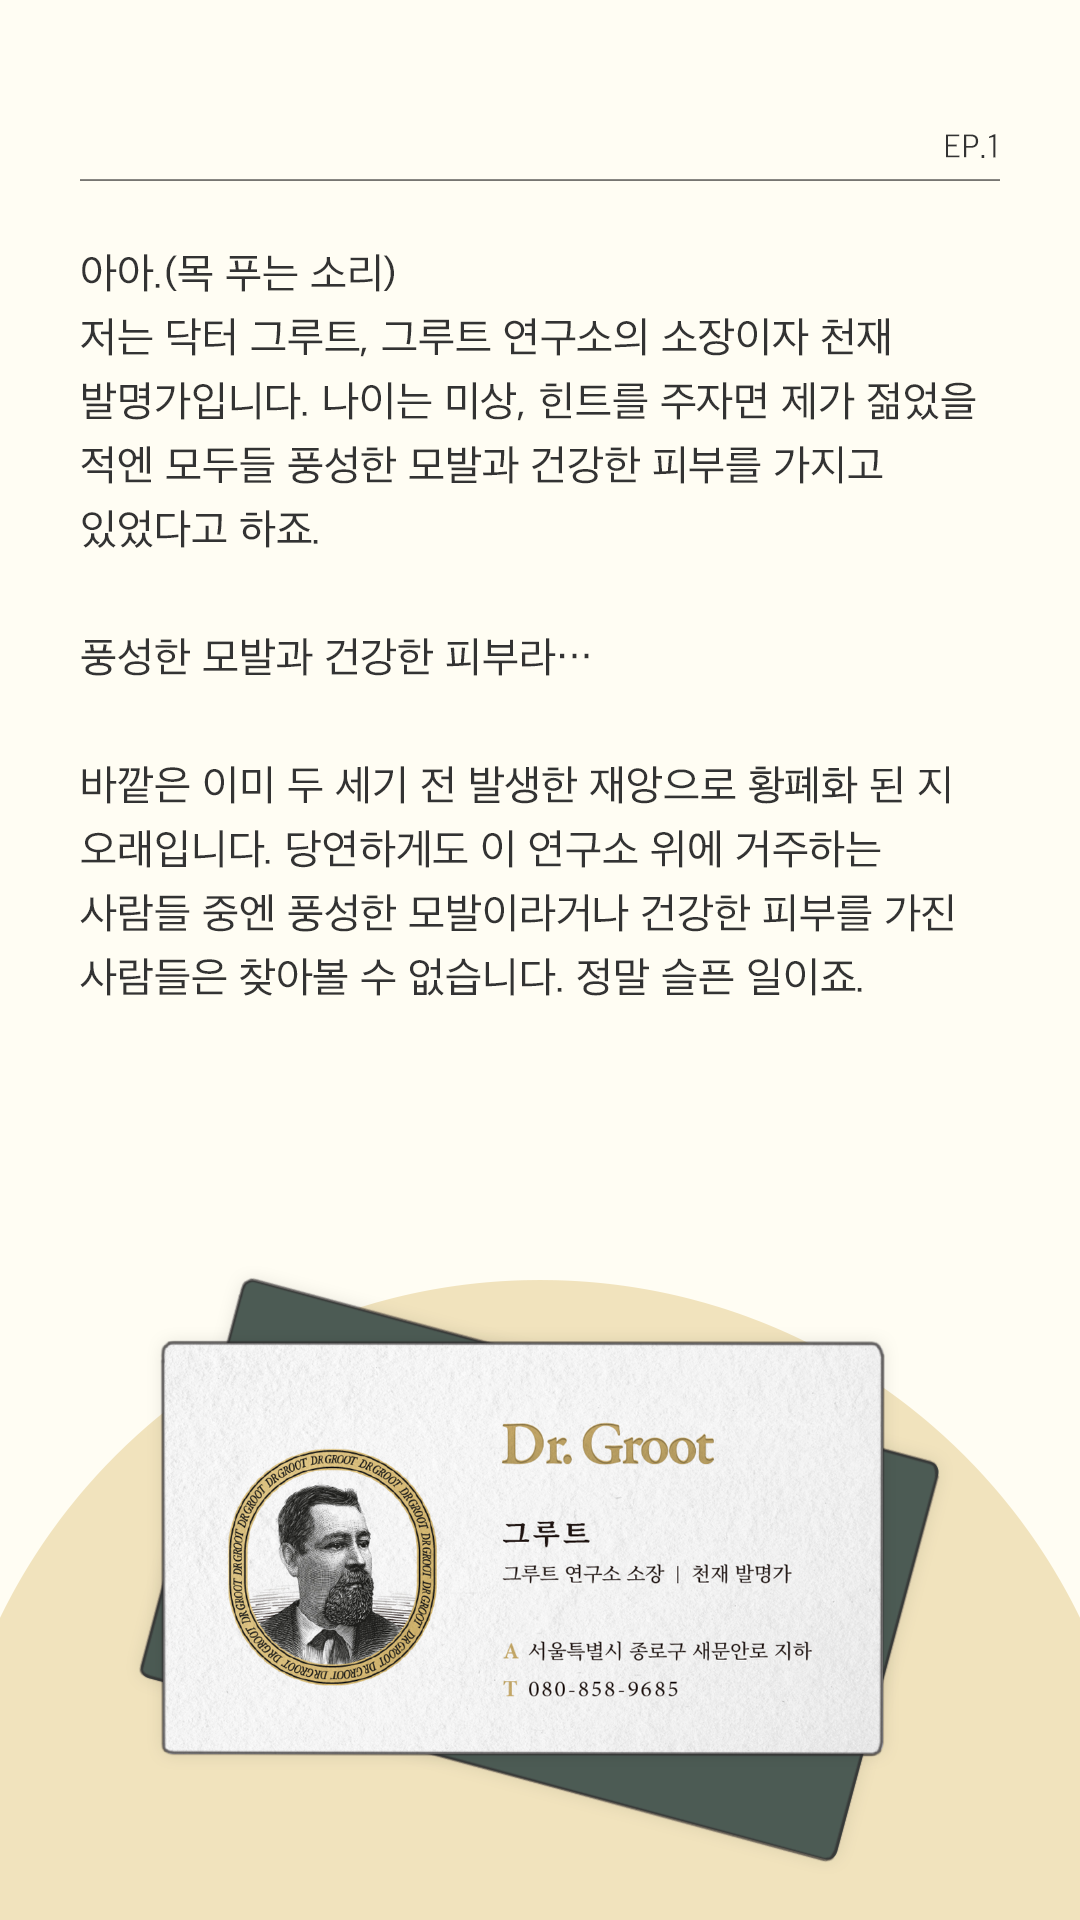 EP.1
아아.(목 푸는 소리)
저는 닥터 그루트, 그루트 연구소의 소장이자 천재
발명가입니다. 나이는 미상, 힌트를 주자면 제가 젊었을
적엔 모두들 풍성한 모발과 건강한 피부를 가지고
있었다고 하죠.
풍성한 모발과 건강한 피부라…
바깥은 이미 두 세기 전 발생한 재앙으로 황폐화 된 지
오래입니다. 당연하게도 이 연구소 위에 거주하는
사람들 중엔 풍성한 모발이라거나 건강한 피부를 가진
사람들은 찾아볼 수 없습니다. 정말 슬픈 일이죠.
Dr. Groot
그루트
그루트 연구소 소장 | 천재 발명가
A 서울특별시 종로구 새문안로 지하
T 080-858-9685
DR GROOT DR GROOT DR GROOT DR GROOT DR GROOT DR GROOT DR GROOT DR GROOT DR GROOT DR GROOT DR GROOT DR GROOT DR GROOT